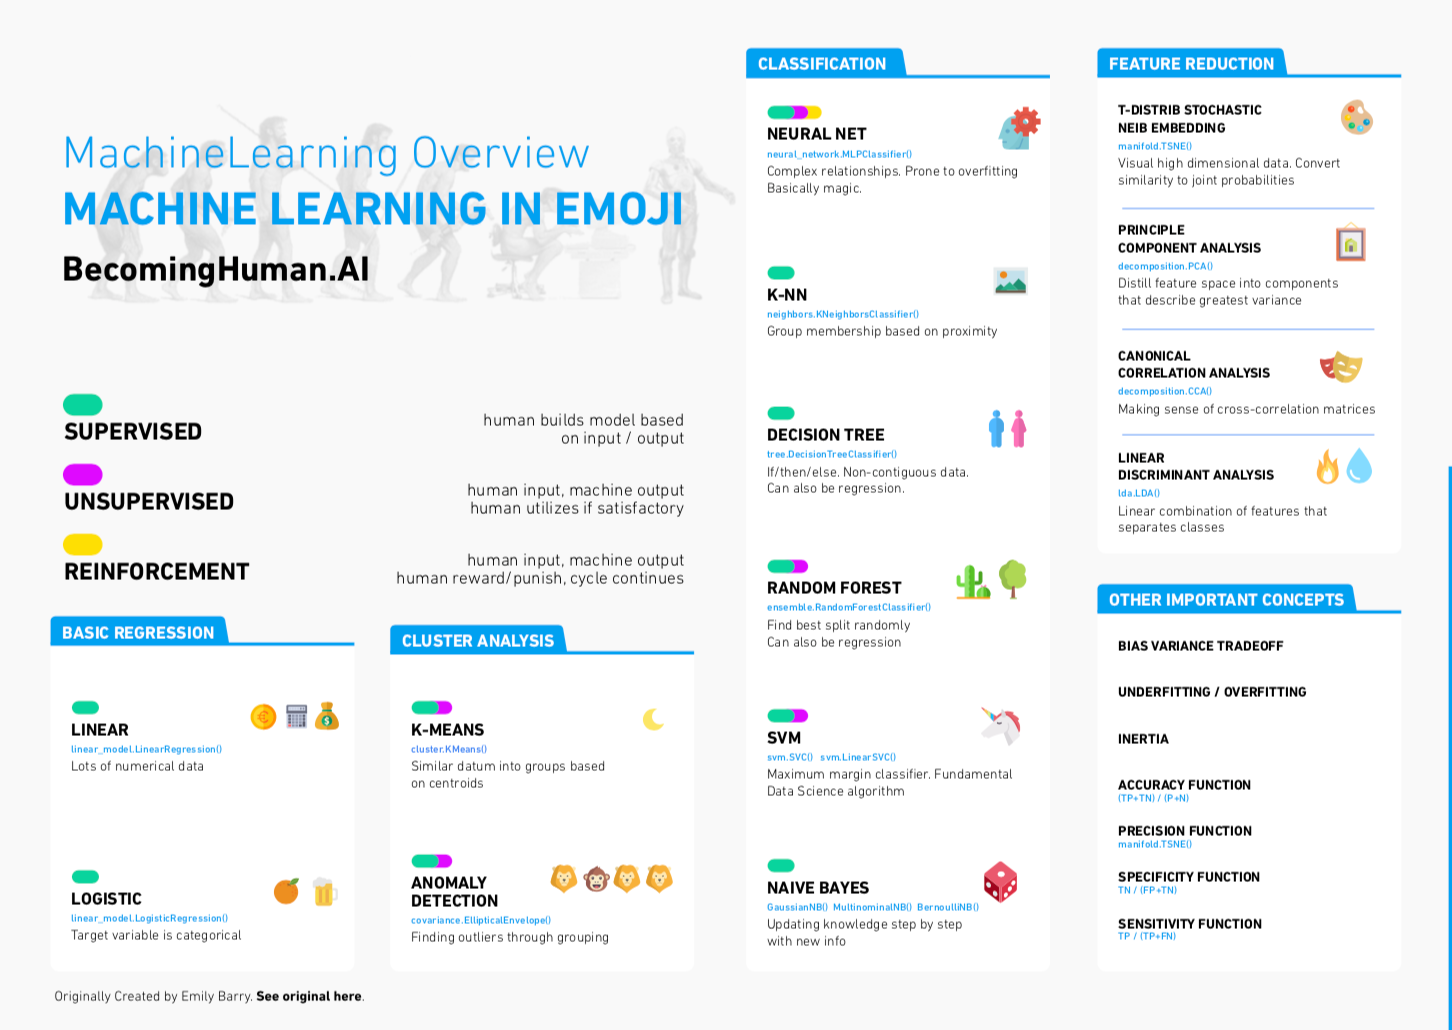 MachineLearning Overview
MACHINE LEARNING IN EMOJI
BecomingHuman.AI
SUPERVISED
human builds model based
on input / output
UNSUPERVISED
human input, machine output
human utilizes if satisfactory
REINFORCEMENT
human input, machine output
human reward/punish, cycle continues
BASIC REGRESSION
LINEAR
linear_model.LinearRegression()
Lots of numerical data
LOGISTIC
linear_model.LogisticRegression()
Target variable is categorical
CLUSTER ANALYSIS
K-MEANS
cluster.KMeans()
Similar datum into groups based
on centroids
ANOMALY
DETECTION
covariance.EllipticalEnvelope()
Finding outliers through grouping
CLASSIFICATION
NEURAL NET
neural_network.MLPClassifier()
Complex relationships. Prone to overfitting
Basically magic.
K-NN
neighbors.KNeighborsClassifier()
Group membership based on proximity
DECISION TREE
tree.DecisionTreeClassifier()
If/then/else. Non-contiguous data.
Can also be regression.
RANDOM FOREST
ensemble.RandomForestClassifier()
Find best split randomly
Can also be regression
SVM
svm.SVC() svm.LinearSVC()
Maximum margin classifier. Fundamental
Data Science algorithm
NAIVE BAYES
GaussianNB() MultinominalNB() BernoulliNB()
Updating knowledge step by step
with new info
FEATURE REDUCTION
T-DISTRIB STOCHASTIC
NEIB EMBEDDING
manifold.TSNE()
Visual high dimensional data. Convert
similarity to joint probabilities
PRINCIPLE
COMPONENT ANALYSIS
decomposition.PCA()
Distill feature space into components
that describe greatest variance
CANONICAL
CORRELATION ANALYSIS
decomposition.CCA()
Making sense of cross-correlation matrices
LINEAR
DISCRIMINANT ANALYSIS
lda.LDA()
Linear combination of features that
separates classes
OTHER IMPORTANT CONCEPTS
BIAS VARIANCE TRADEOFF
UNDERFITTING / OVERFITTING
INERTIA
ACCURACY FUNCTION
(TP+TN) / (P+N)
PRECISION FUNCTION
manifold.TSNE()
SPECIFICITY FUNCTION
TN / (FP+TN)
SENSITIVITY FUNCTION
TP / (TP+FN)
Originally Created by Emily Barry. See original here.